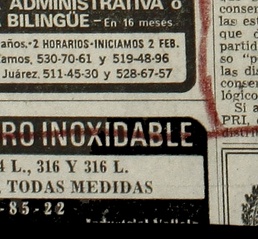 ADMINISTRATIVA o
BILINGÜE - En 16 meses
años. · 2 HORARIOS · INICIAMOS 2 FEB.
amos, 530-70-61 y 519-48-96
Juárez, 511-45-30 y 528-67-57
conser
las est
que d
partid
so "p
las dis
conse
lógico
Si a
PRI,
RO INOXIDABLE
4 L., 316 Y 316 L.
TODAS MEDIDAS
-85-22